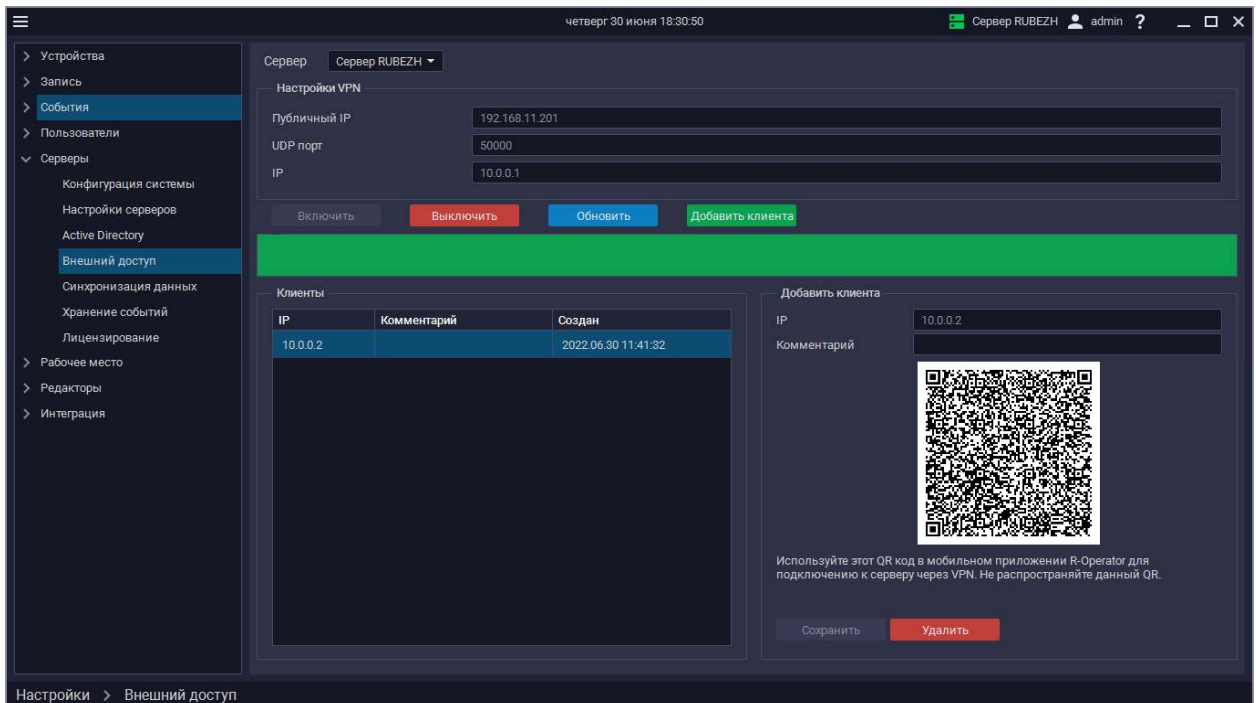 четверг 30 июня 18:30:50
Сервер RUBEZH admin ?
Устройства
Запись
События
Пользователи
Серверы
Конфигурация системы
Настройки серверов
Active Directory
Внешний доступ
Синхронизация данных
Хранение событий
Лицензирование
Рабочее место
Редакторы
Интеграция
Сервер Сервер RUBEZH
Настройки VPN
Публичный IP 192.168.11.201
UDP порт 50000
IP 10.0.0.1
Включить Выключить Обновить Добавить клиента
Клиенты
IP Комментарий Создан
10.0.0.2 2022.06.30 11:41:32
Добавить клиента
IP 10.0.0.2
Комментарий
Используйте этот QR код в мобильном приложении R-Operator для
подключению к серверу через VPN. Не распространяйте данный QR.
Сохранить Удалить
Настройки > Внешний доступ